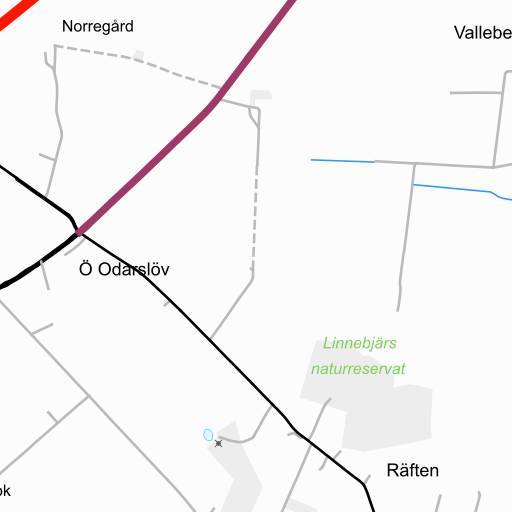 Norregård
Vallebe
Ö Odarslöv
Linnebjärs
naturreservat
Räften
ok